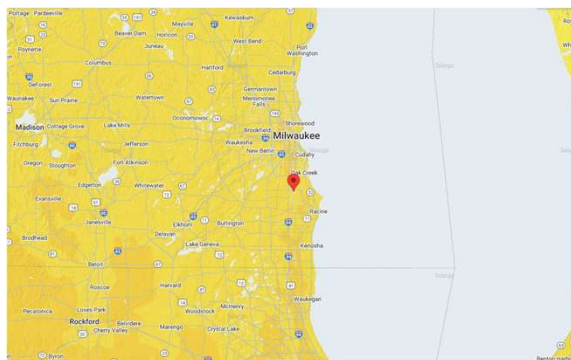 Portage
Pardeeville
Mayville
Kewaskum
Beaver Dam
Horicon
Juneau
West Bend
Port
Washington
Poynette
Columbus
Hartford
Cedarburg
DeForest
Germantown
Menomonee
Falls
Waunakee
Sun Prairie
Watertown
Oconomowoc
Shorewood
Madison
Cottage Grove
Lake Mills
Brookfield
Milwaukee
Fitchburg
Jefferson
Waukesha
New Berlin
Cudahy
Oregon
Stoughton
Fort Atkinson
Oak Creek
Edgerton
Whitewater
Evansville
Janesville
Elkhorn
Burlington
Racine
Delavan
Brodhead
Lake Geneva
Kenosha
Beloit
Roscoe
Harvard
Waukegan
Pecatonica
Loves Park
Woodstock
McHenry
Rockford
Belvidere
Cherry Valley
Marengo
Crystal Lake
Byron